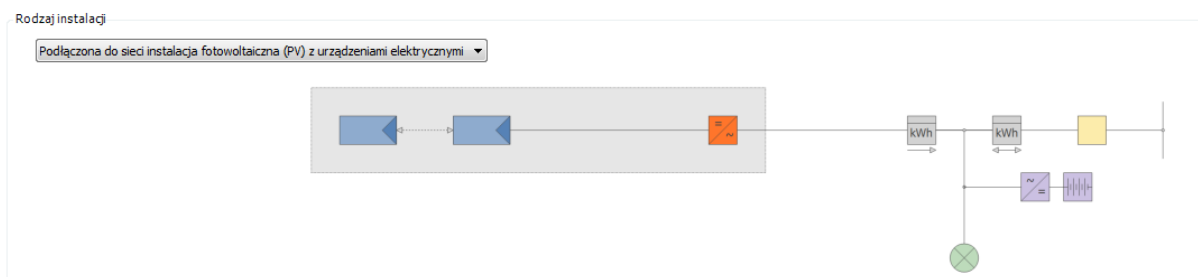 Rodzaj instalacji
Podłączona do sieci instalacja fotowoltaiczna (PV) z urządzeniami elektrycznymi
kWh kWh